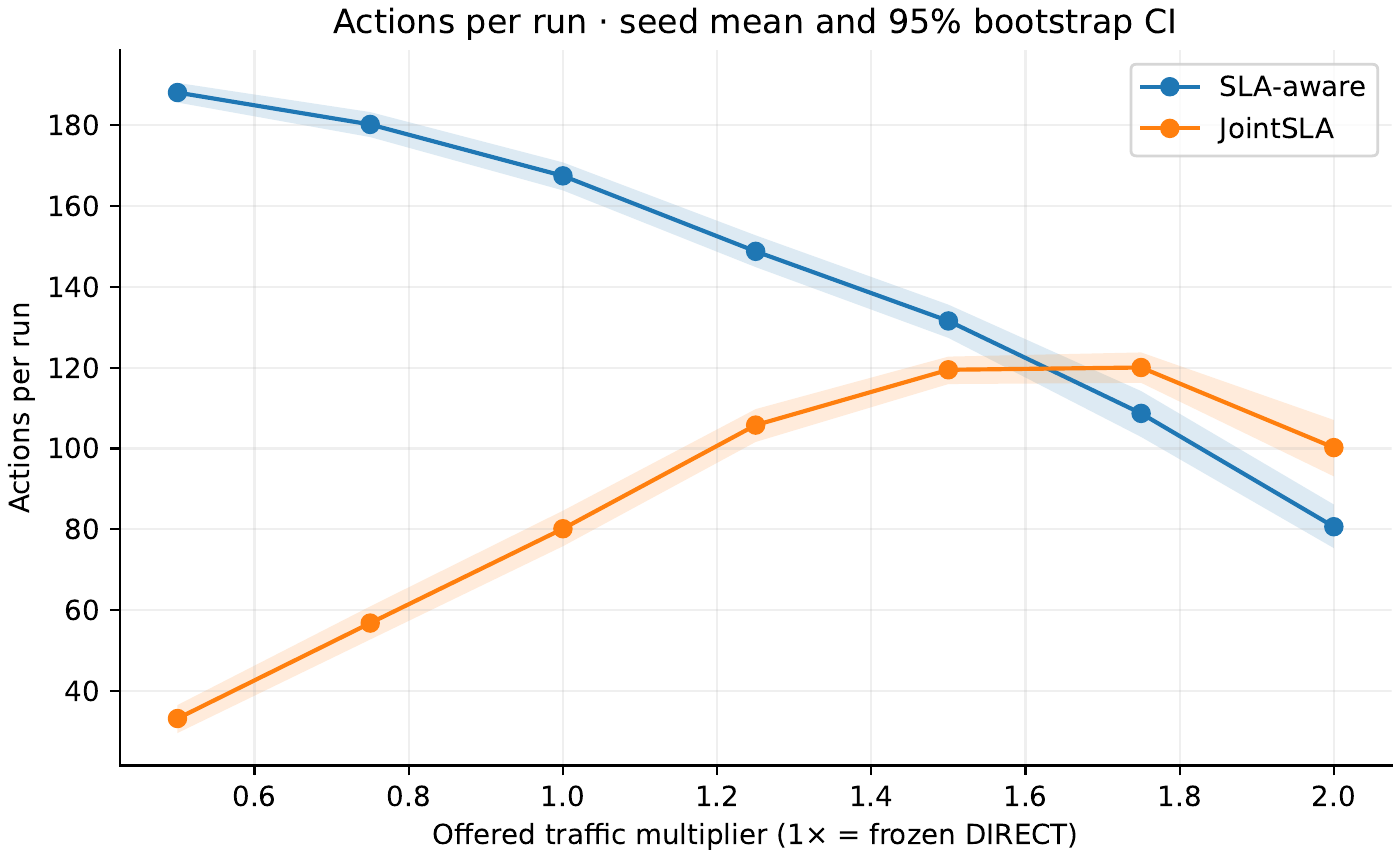 Actions per run · seed mean and 95% bootstrap CI
SLA-aware
JointSLA
Actions per run
180
160
140
120
100
80
60
40
0.6 0.8 1.0 1.2 1.4 1.6 1.8 2.0
Offered traffic multiplier (1× = frozen DIRECT)